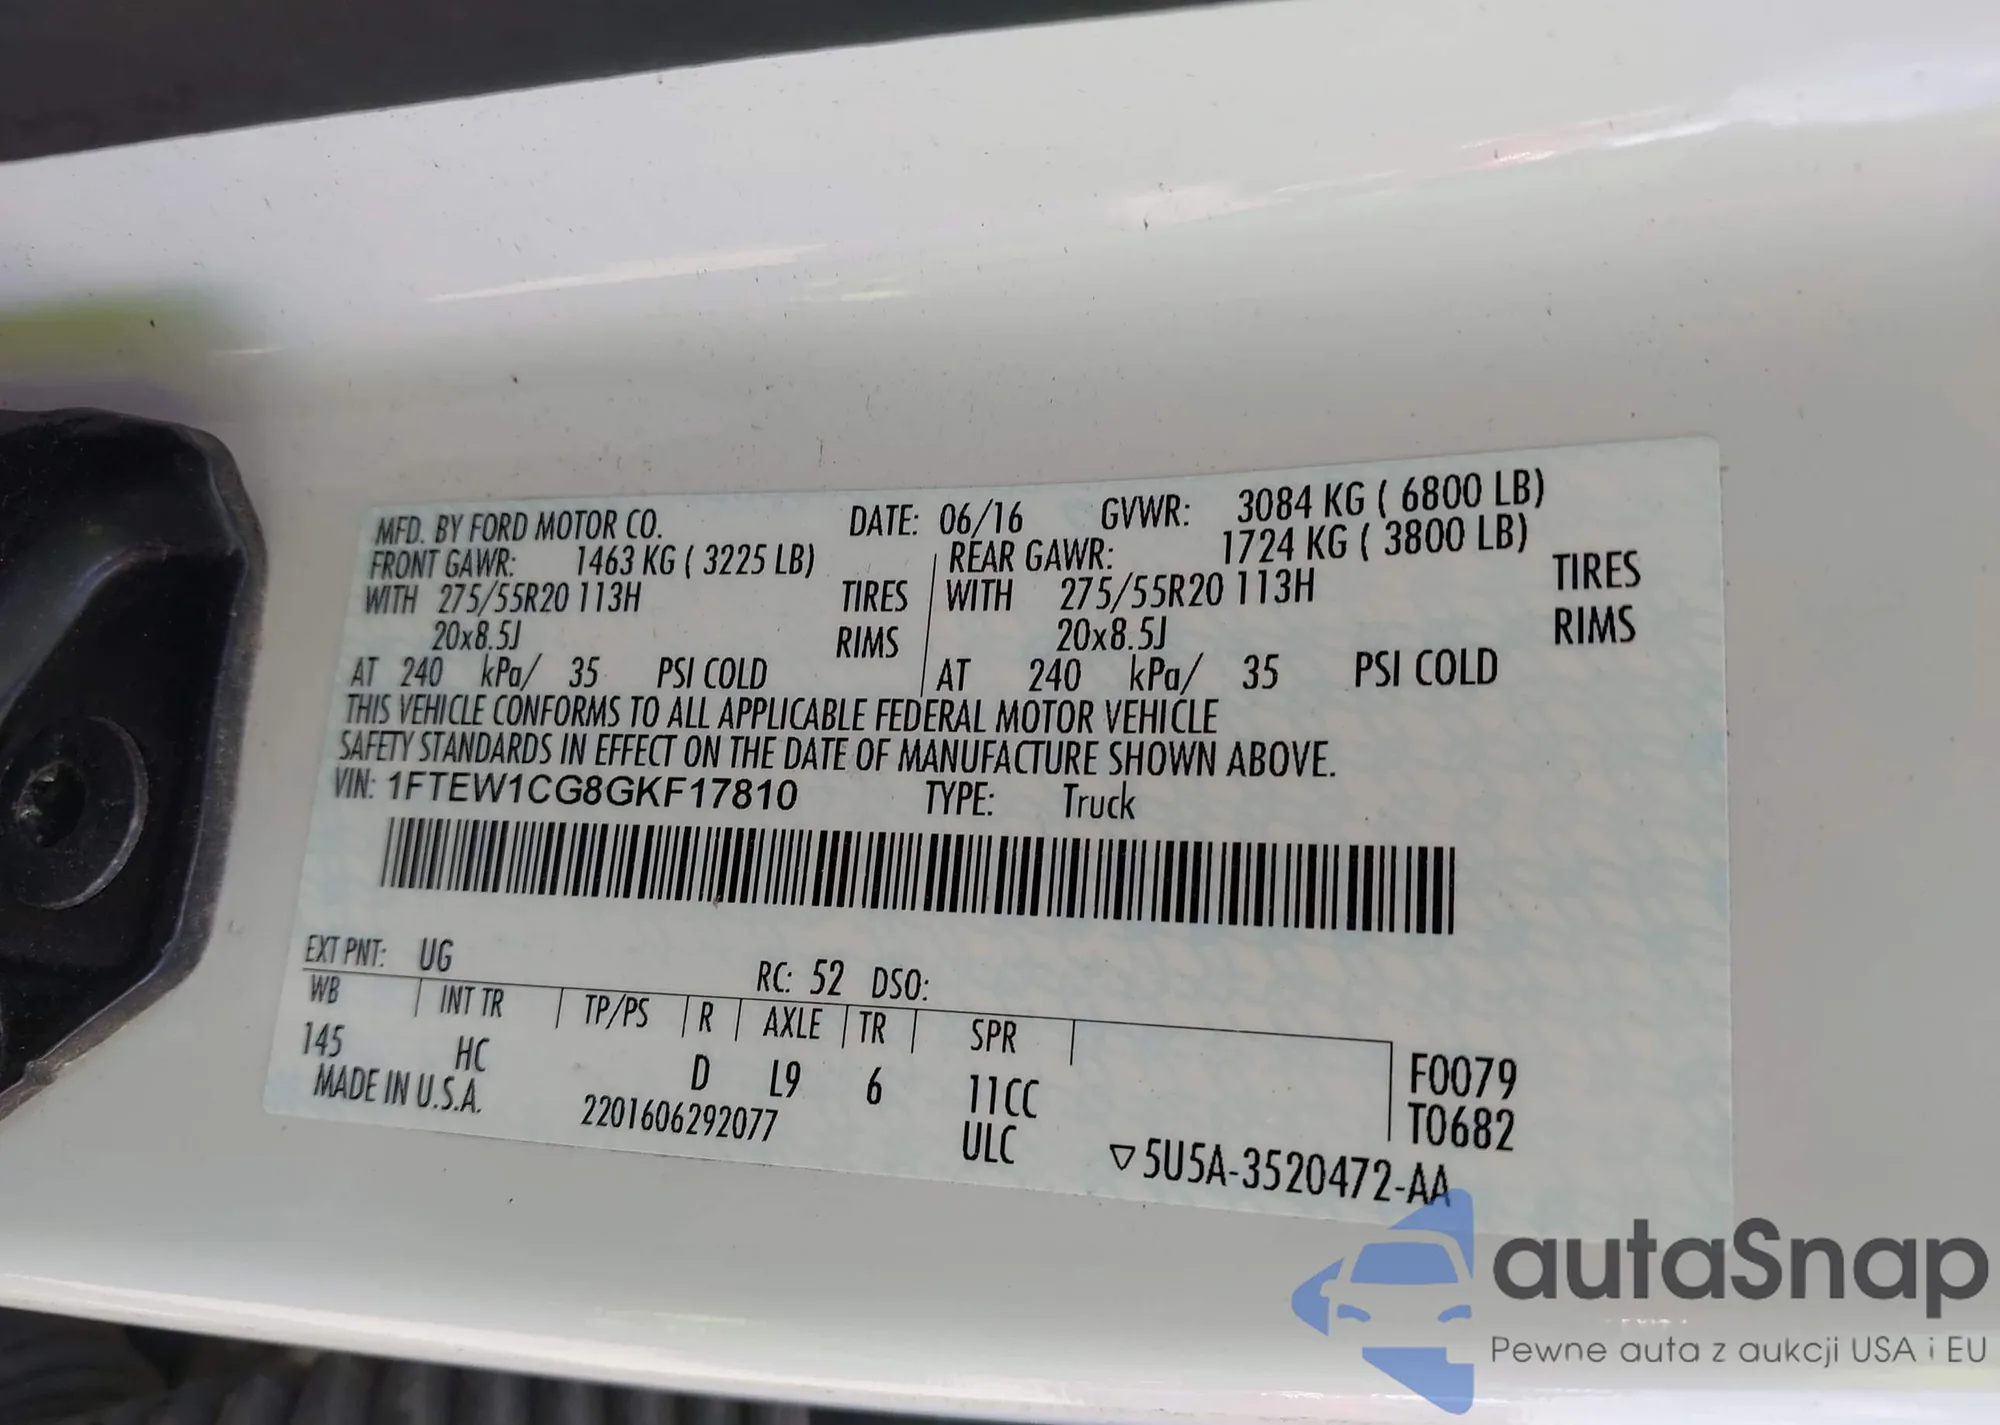 MFD. BY FORD MOTOR CO. DATE: 06/16 GVWR: 3084 KG ( 6800 LB)
FRONT GAWR: 1463 KG ( 3225 LB) REAR GAWR: 1724 KG ( 3800 LB)
WITH 275/55R20 113H TIRES WITH 275/55R20 113H TIRES
20x8.5J RIMS 20x8.5J RIMS
AT 240 kPa/ 35 PSI COLD AT 240 kPa/ 35 PSI COLD
THIS VEHICLE CONFORMS TO ALL APPLICABLE FEDERAL MOTOR VEHICLE
SAFETY STANDARDS IN EFFECT ON THE DATE OF MANUFACTURE SHOWN ABOVE.
VIN: 1FTEW1CG8GKF17810 TYPE: Truck
EXT PNT: UG RC: 52 DSO:
WB INT TR TP/PS R AXLE TR SPR
145 HC D L9 6 11CC F0079
MADE IN U.S.A. 2201606292077 ULC T0682
▽5U5A-3520472-AA
autaSnap
Pewne auta z aukcji USA i EU